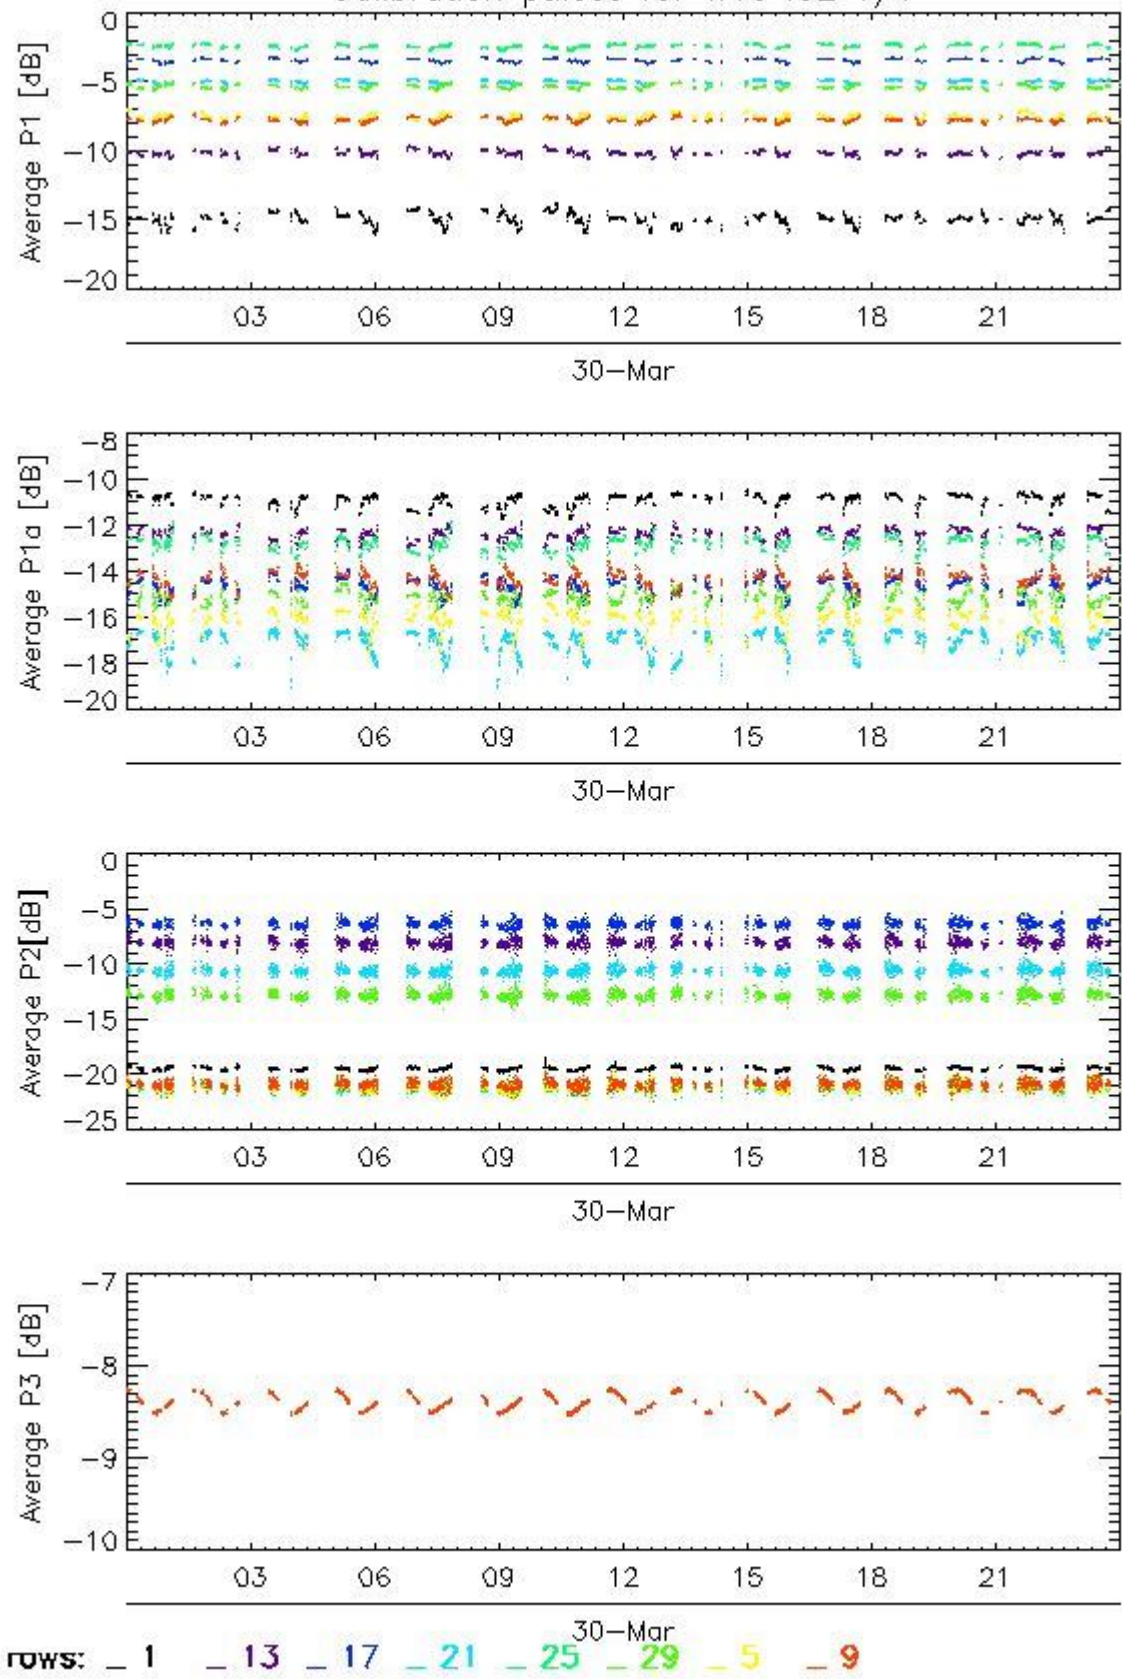 0
Average P1 [dB]
−5
−10
−15
−20
03 06 09 12 15 18 21
30−Mar
−8
Average P1a [dB]
−10
−12
−14
−16
−18
−20
03 06 09 12 15 18 21
30−Mar
0
Average P2[dB]
−5
−10
−15
−20
−25
03 06 09 12 15 18 21
30−Mar
−7
Average P3 [dB]
−8
−9
−10
03 06 09 12 15 18 21
30−Mar
rows: _ 1 _ 13 _ 17 _ 21 _ 25 _ 29 _ 5 _ 9